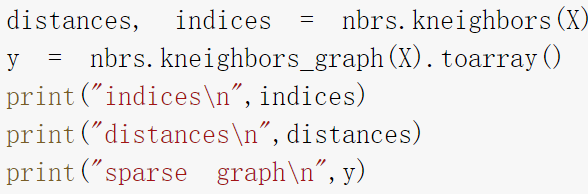 distances, indices = nbrs.kneighbors(X)
y = nbrs.kneighbors_graph(X).toarray()
print("indices\n",indices)
print("distances\n",distances)
print("sparse graph\n",y)